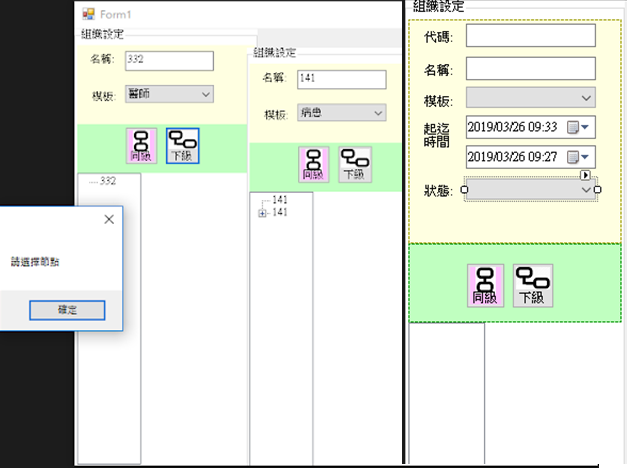 Form1
組織設定
名稱: 332
模板: 醫師
同級 下級
332
請選擇節點
確定
組織設定
名稱: 141
模板: 病患
同級 下級
141
141
組織設定
代碼:
名稱:
模板:
起迄
時間
2019/03/26 09:33
2019/03/26 09:27
狀態:
同級 下級